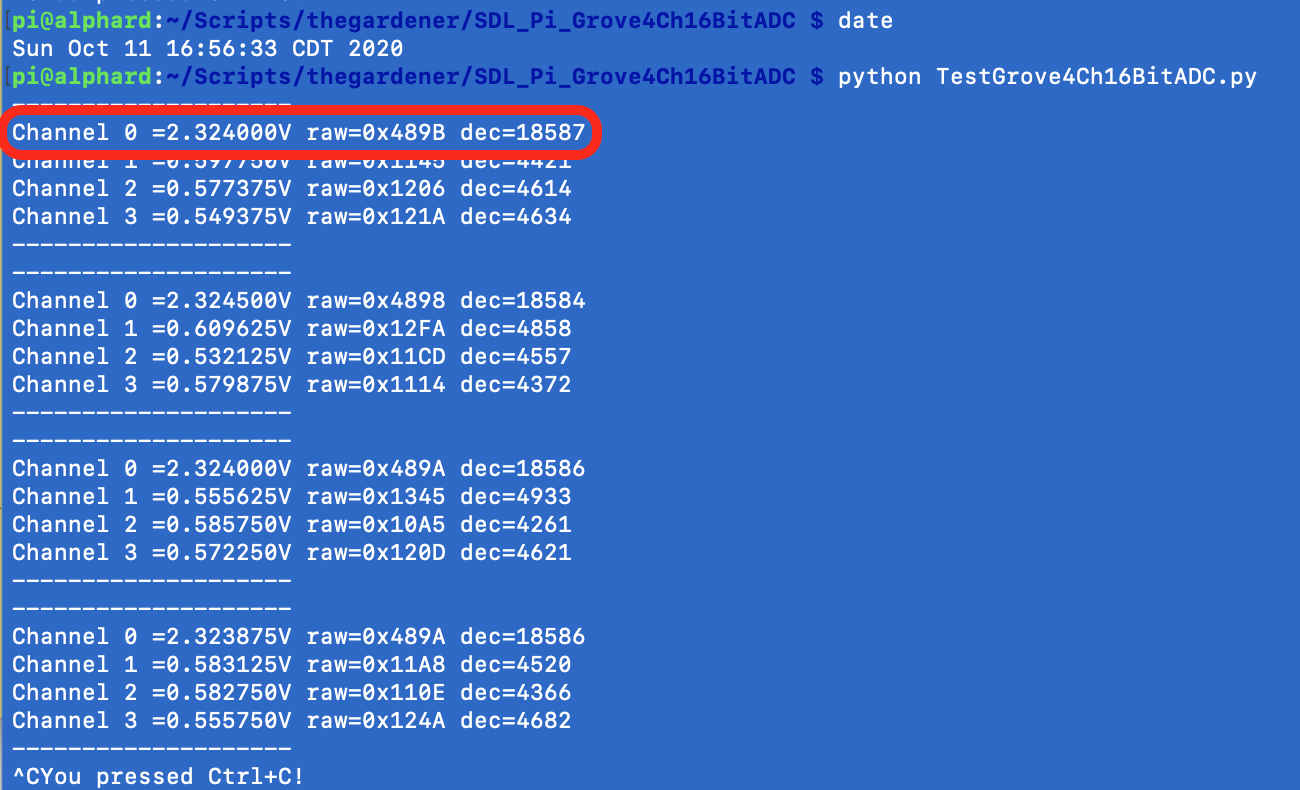 pi@alphard:~/Scripts/thegardener/SDL_Pi_Grove4Ch16BitADC $ date
Sun Oct 11 16:56:33 CDT 2020
pi@alphard:~/Scripts/thegardener/SDL_Pi_Grove4Ch16BitADC $ python TestGrove4Ch16BitADC.py
--------------------
Channel 0 =2.324000V raw=0x489B dec=18587
Channel 1 =0.597750V raw=0x1145 dec=4421
Channel 2 =0.577375V raw=0x1206 dec=4614
Channel 3 =0.549375V raw=0x121A dec=4634
--------------------
--------------------
Channel 0 =2.324500V raw=0x4898 dec=18584
Channel 1 =0.609625V raw=0x12FA dec=4858
Channel 2 =0.532125V raw=0x11CD dec=4557
Channel 3 =0.579875V raw=0x1114 dec=4372
--------------------
--------------------
Channel 0 =2.324000V raw=0x489A dec=18586
Channel 1 =0.555625V raw=0x1345 dec=4933
Channel 2 =0.585750V raw=0x10A5 dec=4261
Channel 3 =0.572250V raw=0x120D dec=4621
--------------------
--------------------
Channel 0 =2.323875V raw=0x489A dec=18586
Channel 1 =0.583125V raw=0x11A8 dec=4520
Channel 2 =0.582750V raw=0x110E dec=4366
Channel 3 =0.555750V raw=0x124A dec=4682
--------------------
^CYou pressed Ctrl+C!